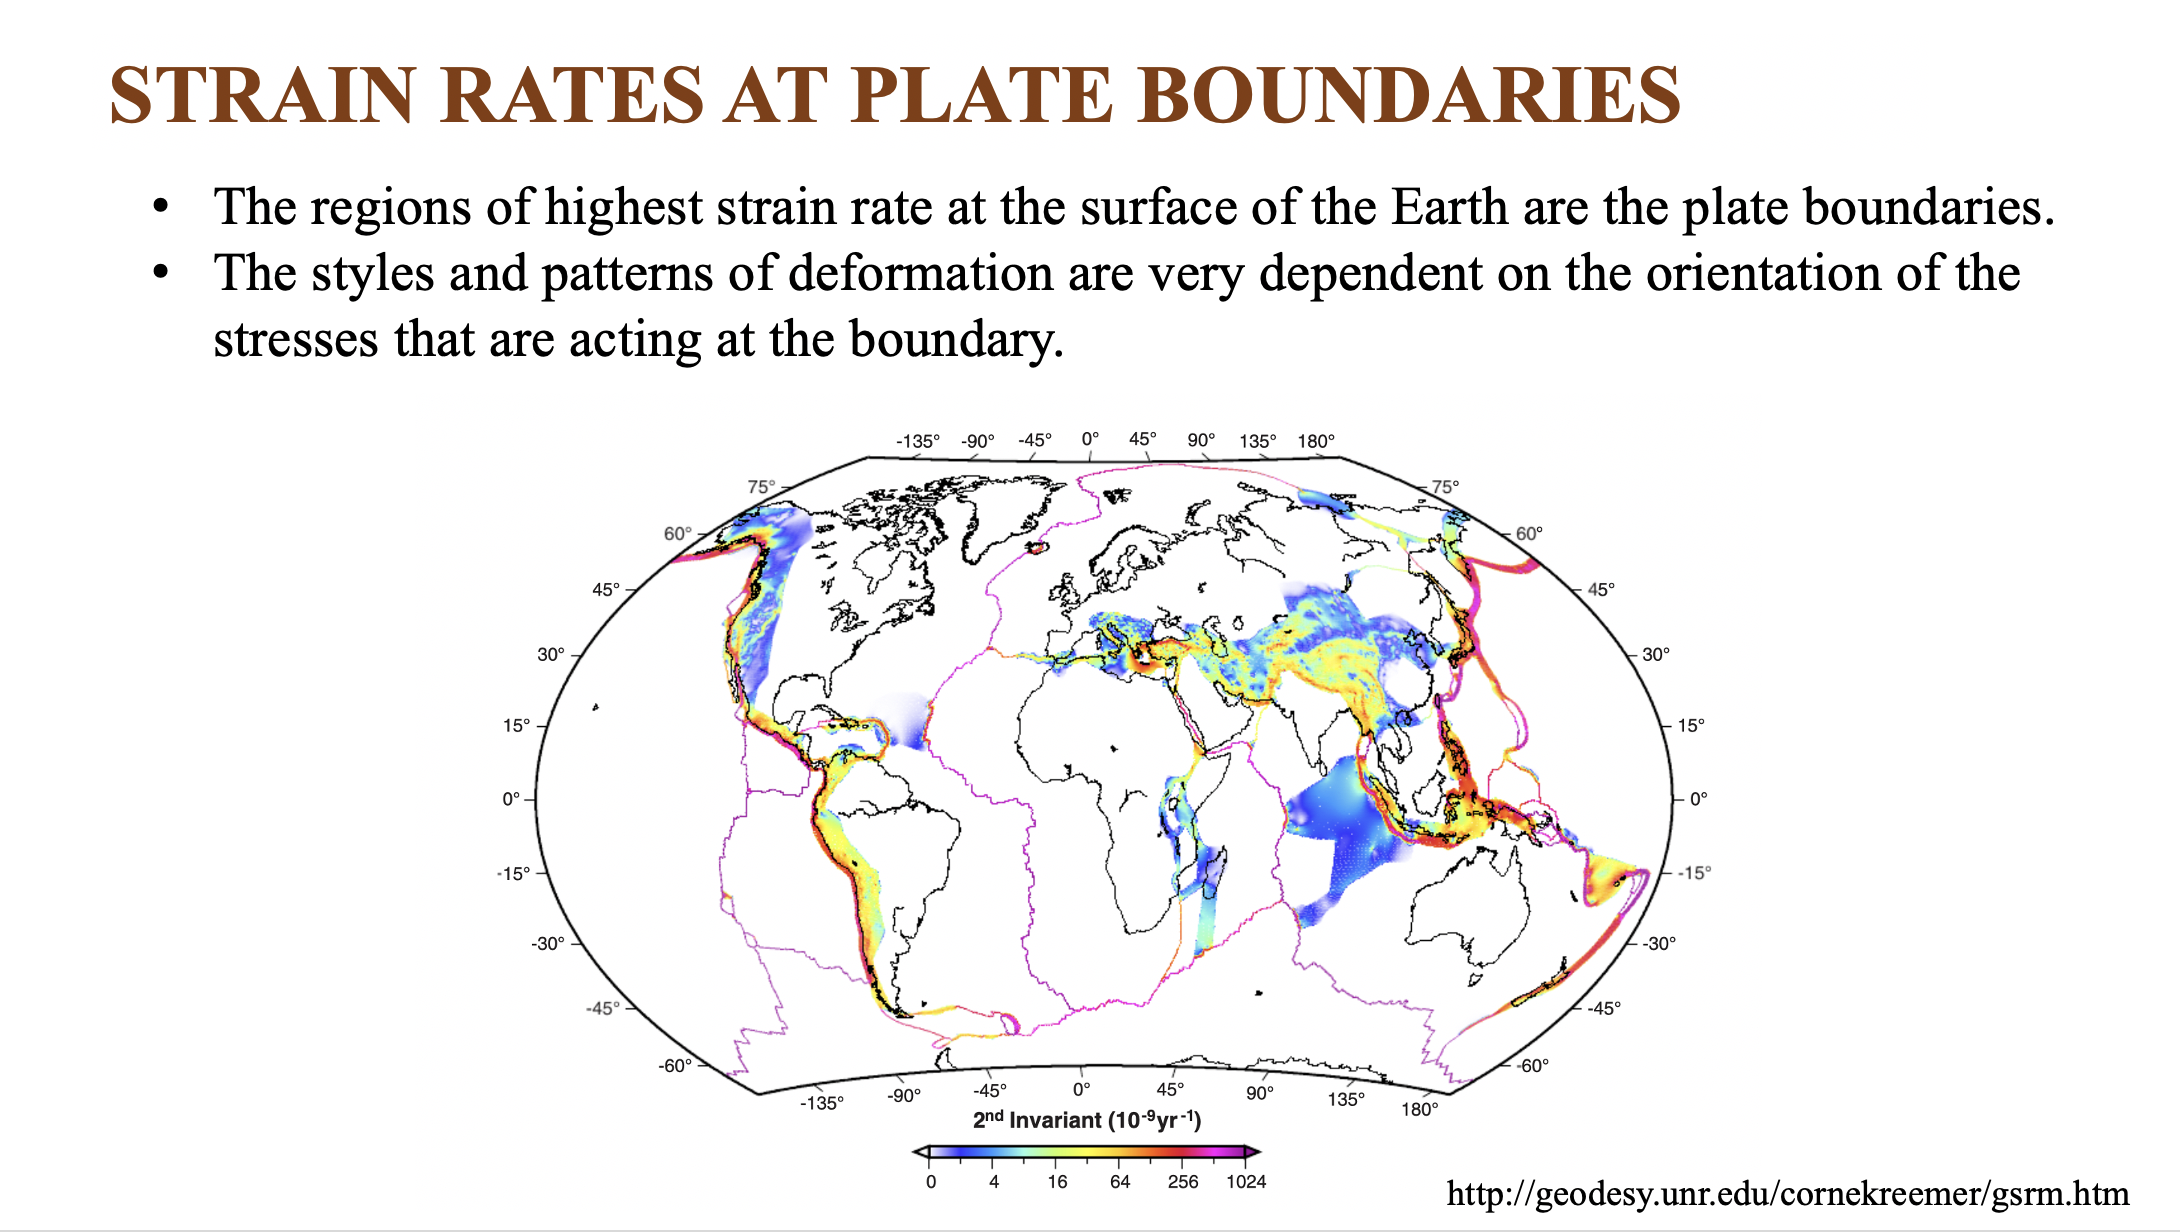 STRAIN RATES AT PLATE BOUNDARIES
• The regions of highest strain rate at the surface of the Earth are the plate boundaries.
• The styles and patterns of deformation are very dependent on the orientation of the
stresses that are acting at the boundary.
-135° -90° -45° 0° 45° 90° 135° 180°
75° 75°
60° 60°
45° 45°
30° 30°
15° 15°
0° 0°
-15° -15°
-30° -30°
-45° -45°
-60° -60°
-135° -90° -45° 0° 45° 90° 135° 180°
2nd Invariant (10-9yr-1)
0 4 16 64 256 1024
http://geodesy.unr.edu/cornekreemer/gsrm.htm